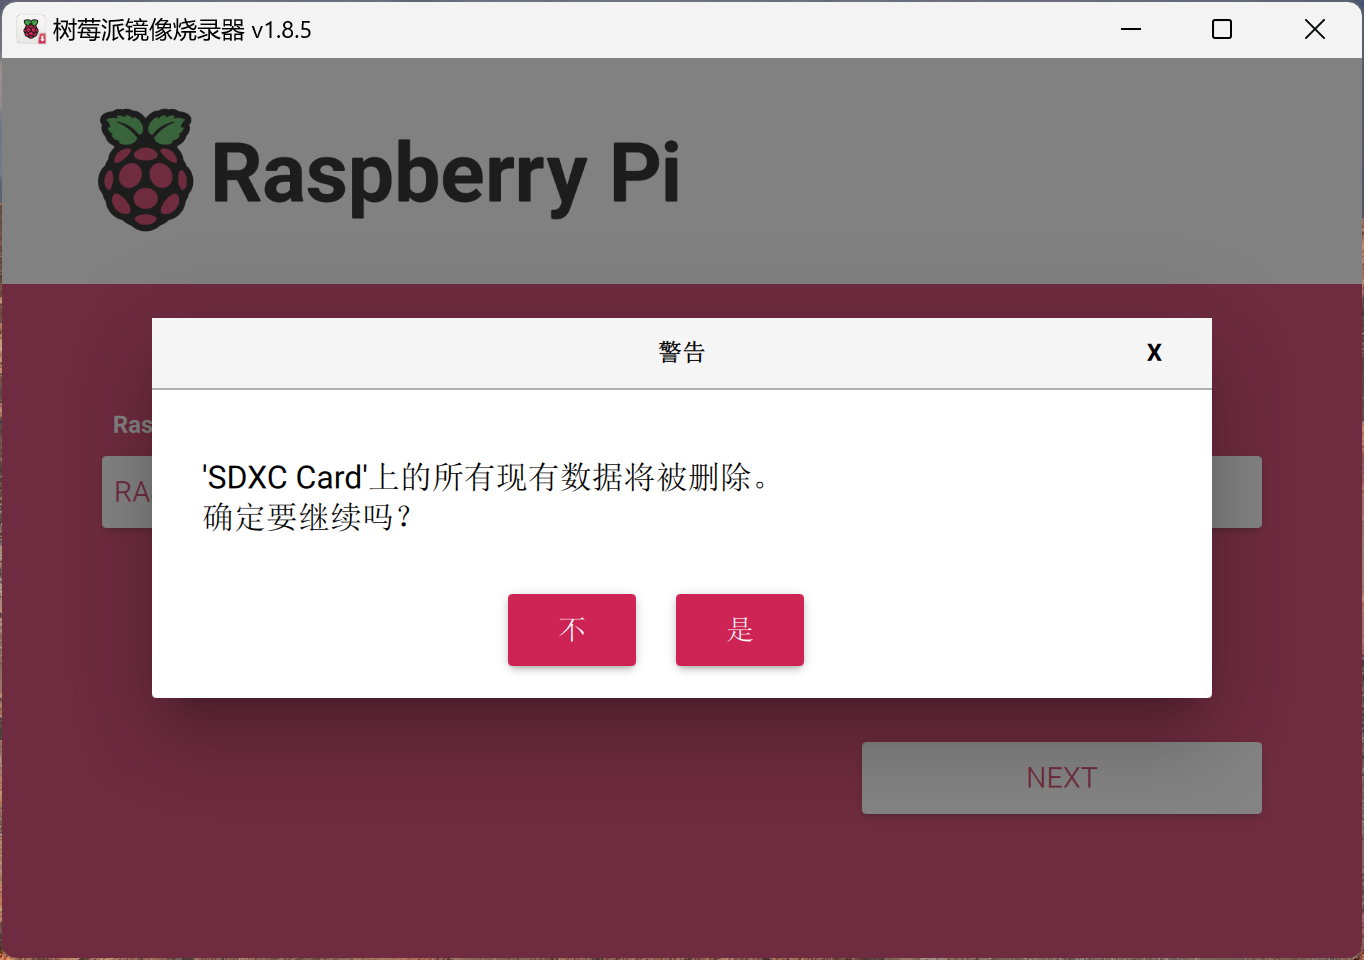 树莓派镜像烧录器 v1.8.5
Raspberry Pi
警告
X
Ras
'SDXC Card'上的所有现有数据将被删除。
RA
确定要继续吗?
不
是
NEXT